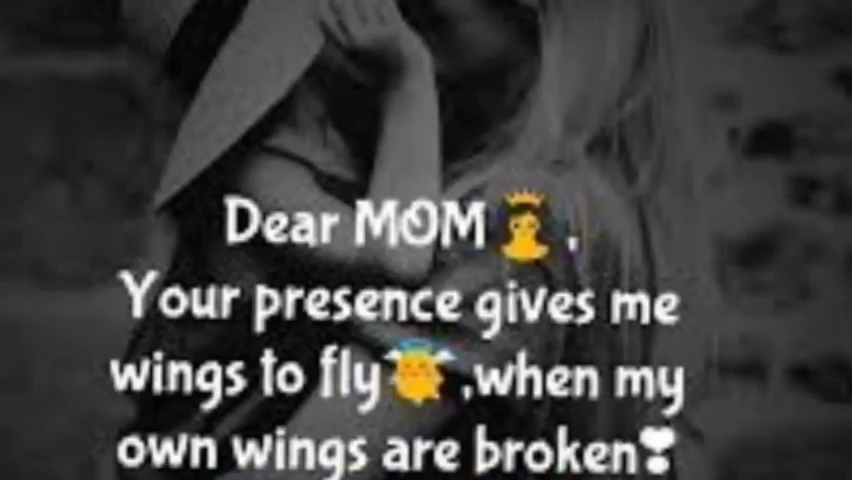 Dear MOM👸,
Your presence gives me
wings to fly👼,when my
own wings are broken❣